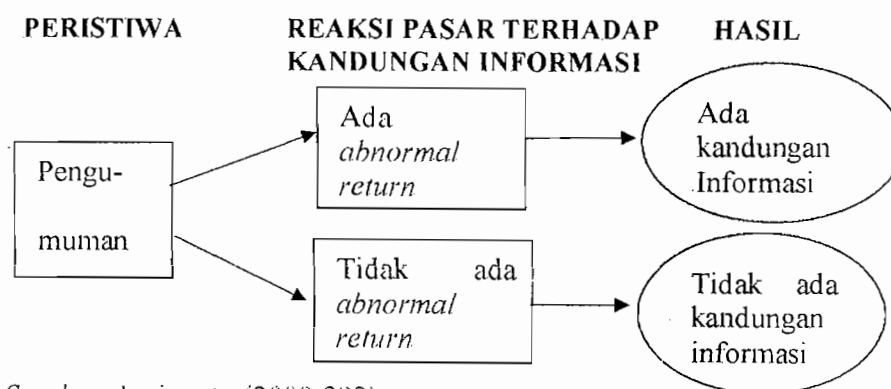 PERISTIWA
REAKSI PASAR TERHADAP
KANDUNGAN INFORMASI
HASIL
Pengu-
muman
Ada
abnormal
return
Ada
kandungan
Informasi
Tidak ada
abnormal
return
Tidak ada
kandungan
informasi